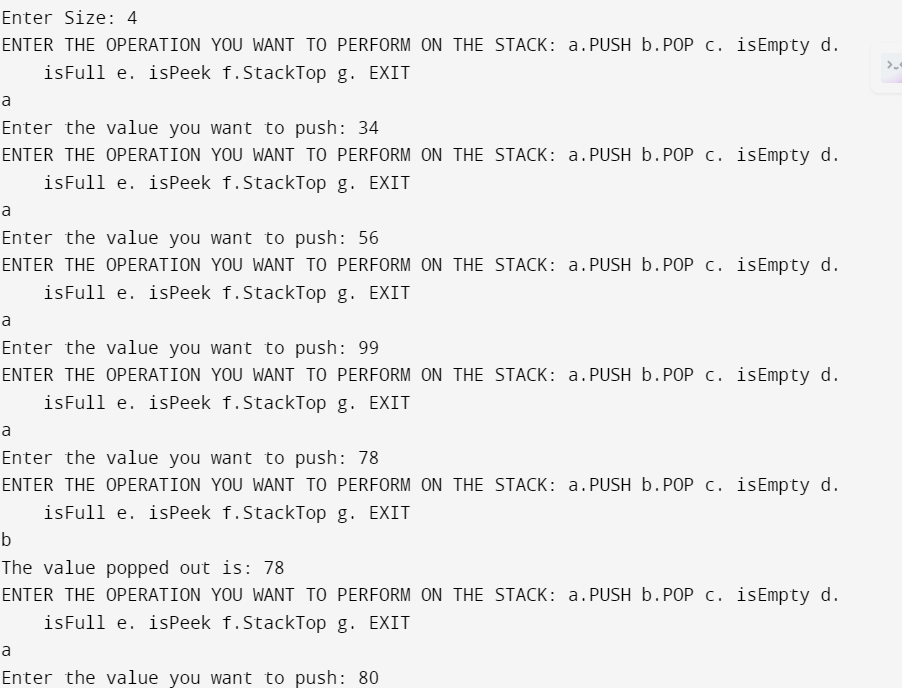 Enter Size: 4
ENTER THE OPERATION YOU WANT TO PERFORM ON THE STACK: a.PUSH b.POP c. isEmpty d.
isFull e. isPeek f.StackTop g. EXIT
a
Enter the value you want to push: 34
ENTER THE OPERATION YOU WANT TO PERFORM ON THE STACK: a.PUSH b.POP c. isEmpty d.
isFull e. isPeek f.StackTop g. EXIT
a
Enter the value you want to push: 56
ENTER THE OPERATION YOU WANT TO PERFORM ON THE STACK: a.PUSH b.POP c. isEmpty d.
isFull e. isPeek f.StackTop g. EXIT
a
Enter the value you want to push: 99
ENTER THE OPERATION YOU WANT TO PERFORM ON THE STACK: a.PUSH b.POP c. isEmpty d.
isFull e. isPeek f.StackTop g. EXIT
a
Enter the value you want to push: 78
ENTER THE OPERATION YOU WANT TO PERFORM ON THE STACK: a.PUSH b.POP c. isEmpty d.
isFull e. isPeek f.StackTop g. EXIT
b
The value popped out is: 78
ENTER THE OPERATION YOU WANT TO PERFORM ON THE STACK: a.PUSH b.POP c. isEmpty d.
isFull e. isPeek f.StackTop g. EXIT
a
Enter the value you want to push: 80